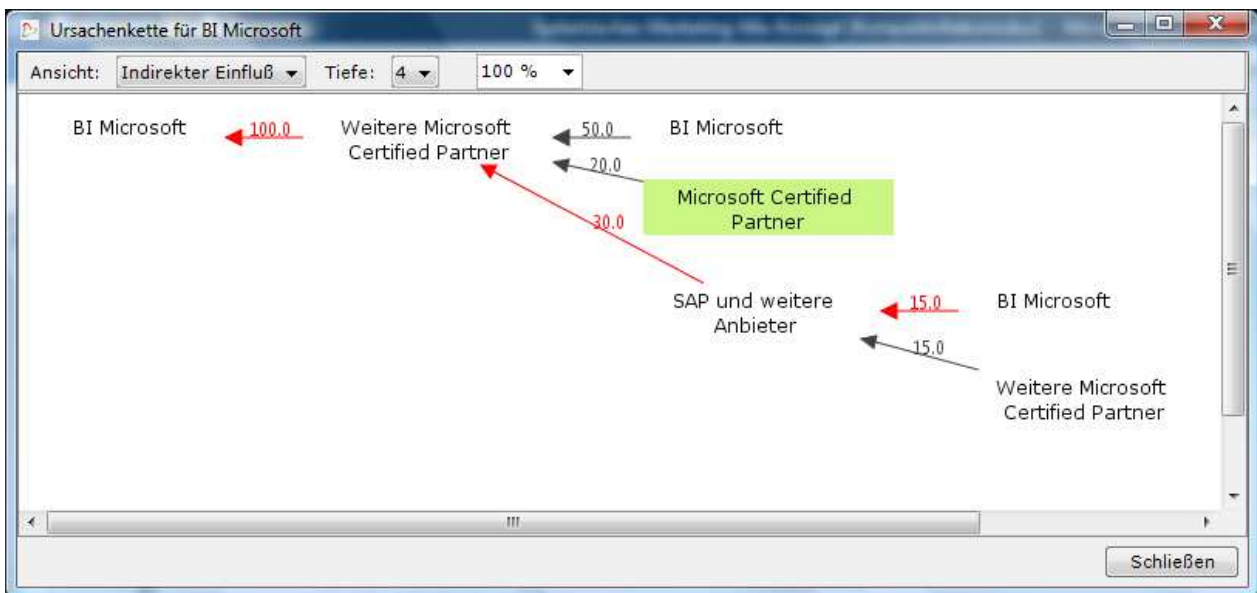 Ursachenkette für BI Microsoft
Ansicht: Indirekter Einfluß Tiefe: 4 100 %
BI Microsoft 100.0 Weitere Microsoft 50.0 BI Microsoft
Certified Partner
20.0
Microsoft Certified
Partner
30.0
SAP und weitere 15.0 BI Microsoft
Anbieter
15.0
Weitere Microsoft
Certified Partner
Schließen